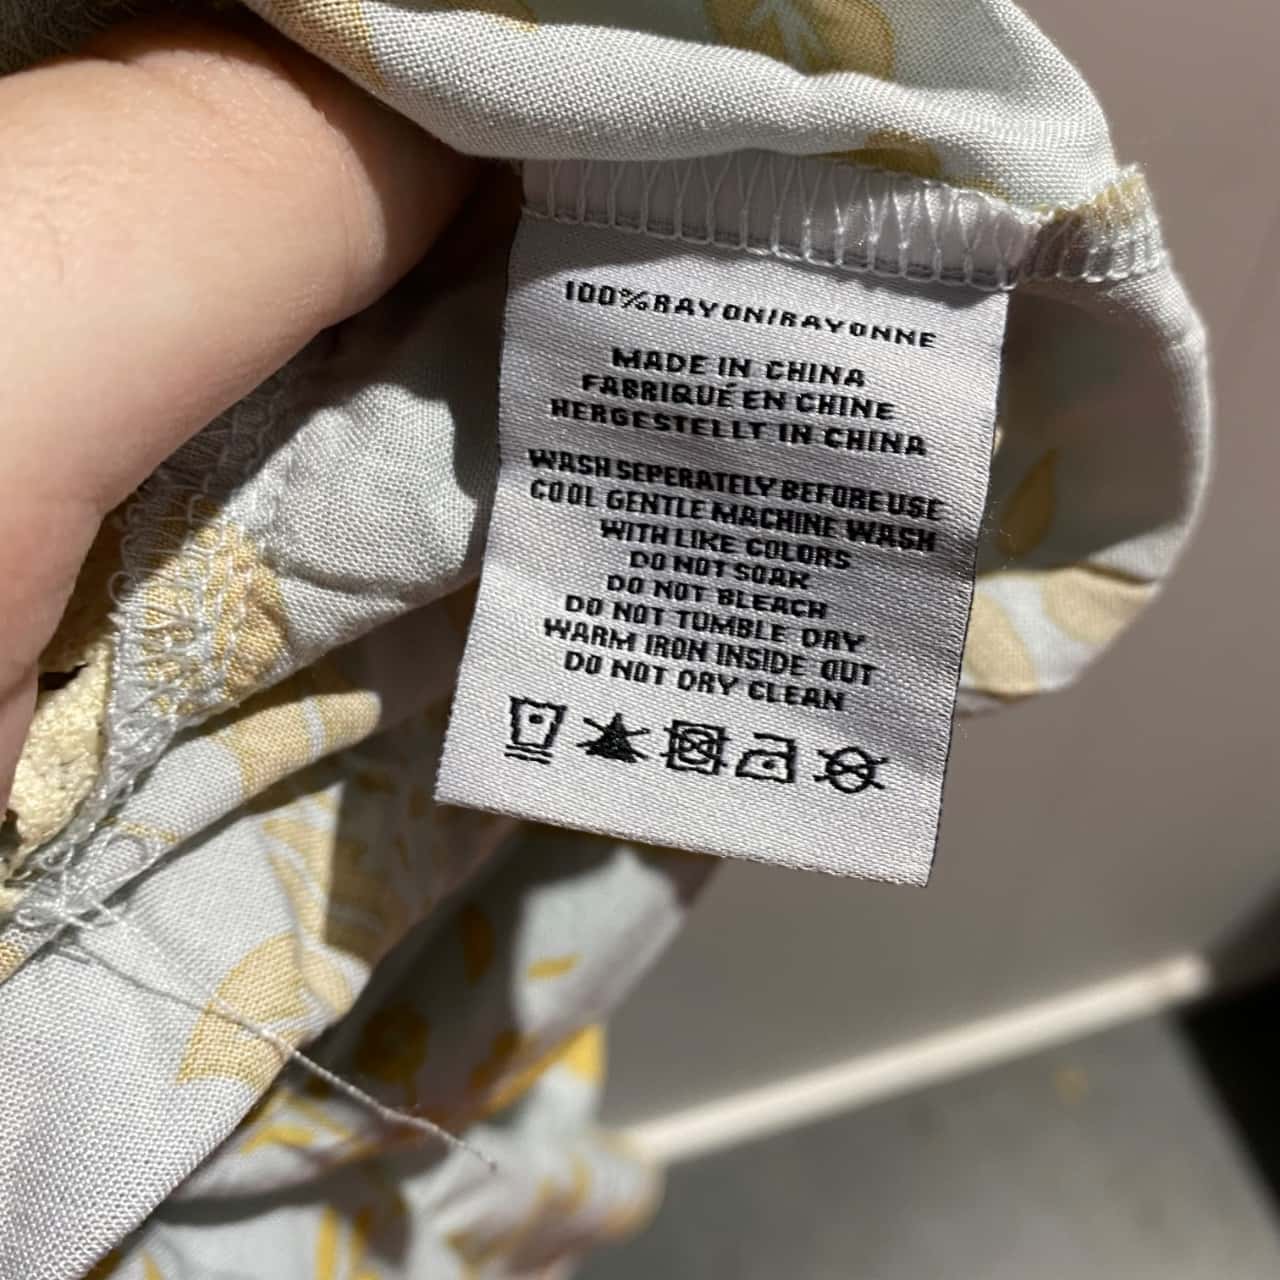 100%RAYON/RAYONNE
MADE IN CHINA
FABRIQUÉ EN CHINE
HERGESTELLT IN CHINA
WASH SEPERATELY BEFORE USE
COOL GENTLE MACHINE WASH
WITH LIKE COLORS
DO NOT SOAK
DO NOT BLEACH
DO NOT TUMBLE DRY
WARM IRON INSIDE OUT
DO NOT DRY CLEAN